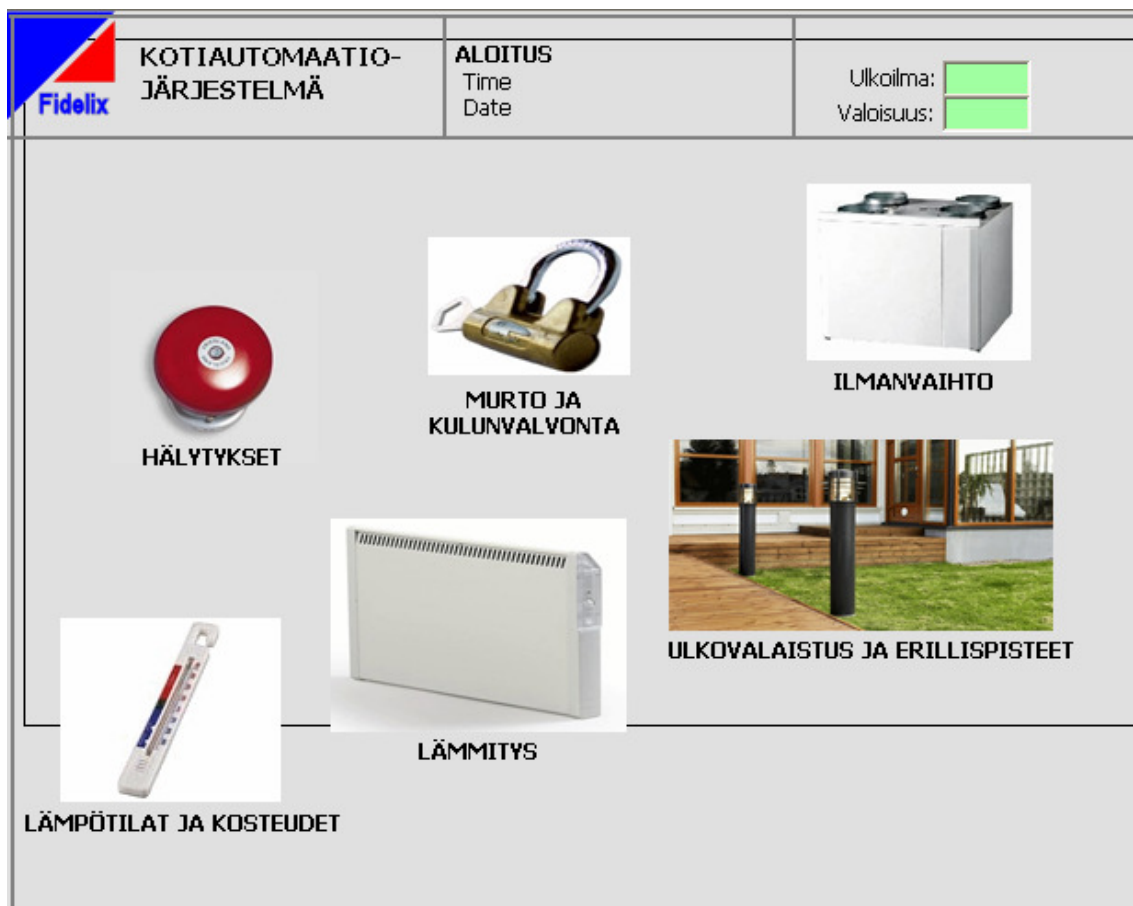 Fidelix
KOTIAUTOMAATIO-
JÄRJESTELMÄ
ALOITUS
Time
Date
Ulkoilma:
Valoisuus:
HÄLYTYKSET
MURTO JA
KULUNVALVONTA
ILMANVAIHTO
ULKOVALAISTUS JA ERILLISPISTEET
LÄMMITYS
LÄMPÖTILAT JA KOSTEUDET